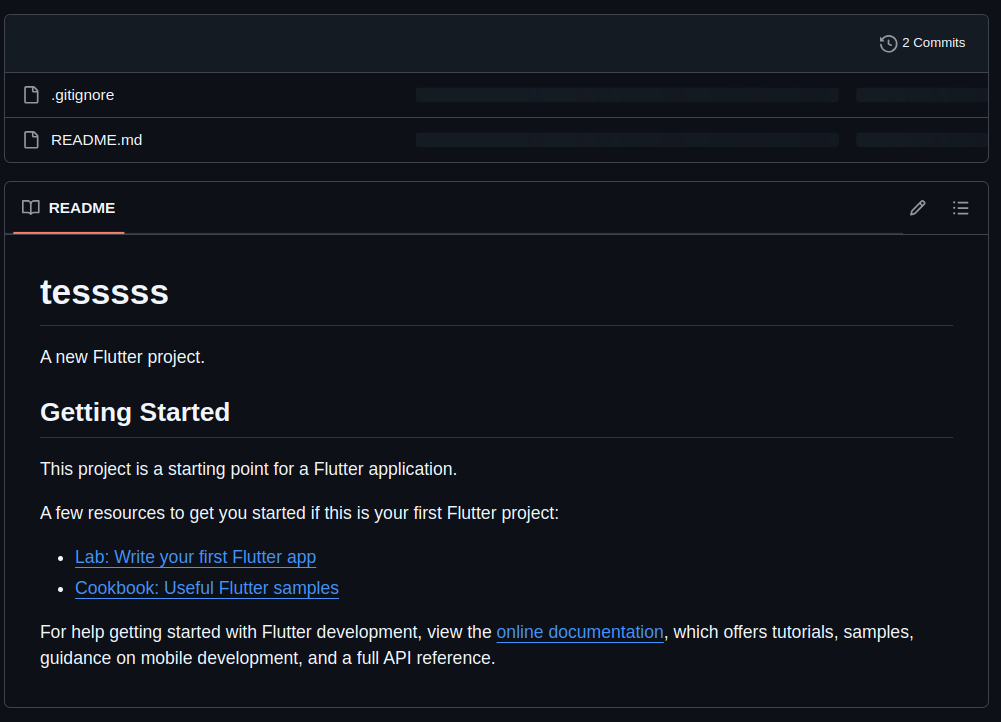 2 Commits
.gitignore
README.md
README
tesssss
A new Flutter project.
Getting Started
This project is a starting point for a Flutter application.
A few resources to get you started if this is your first Flutter project:
Lab: Write your first Flutter app
Cookbook: Useful Flutter samples
For help getting started with Flutter development, view the online documentation, which offers tutorials, samples,
guidance on mobile development, and a full API reference.